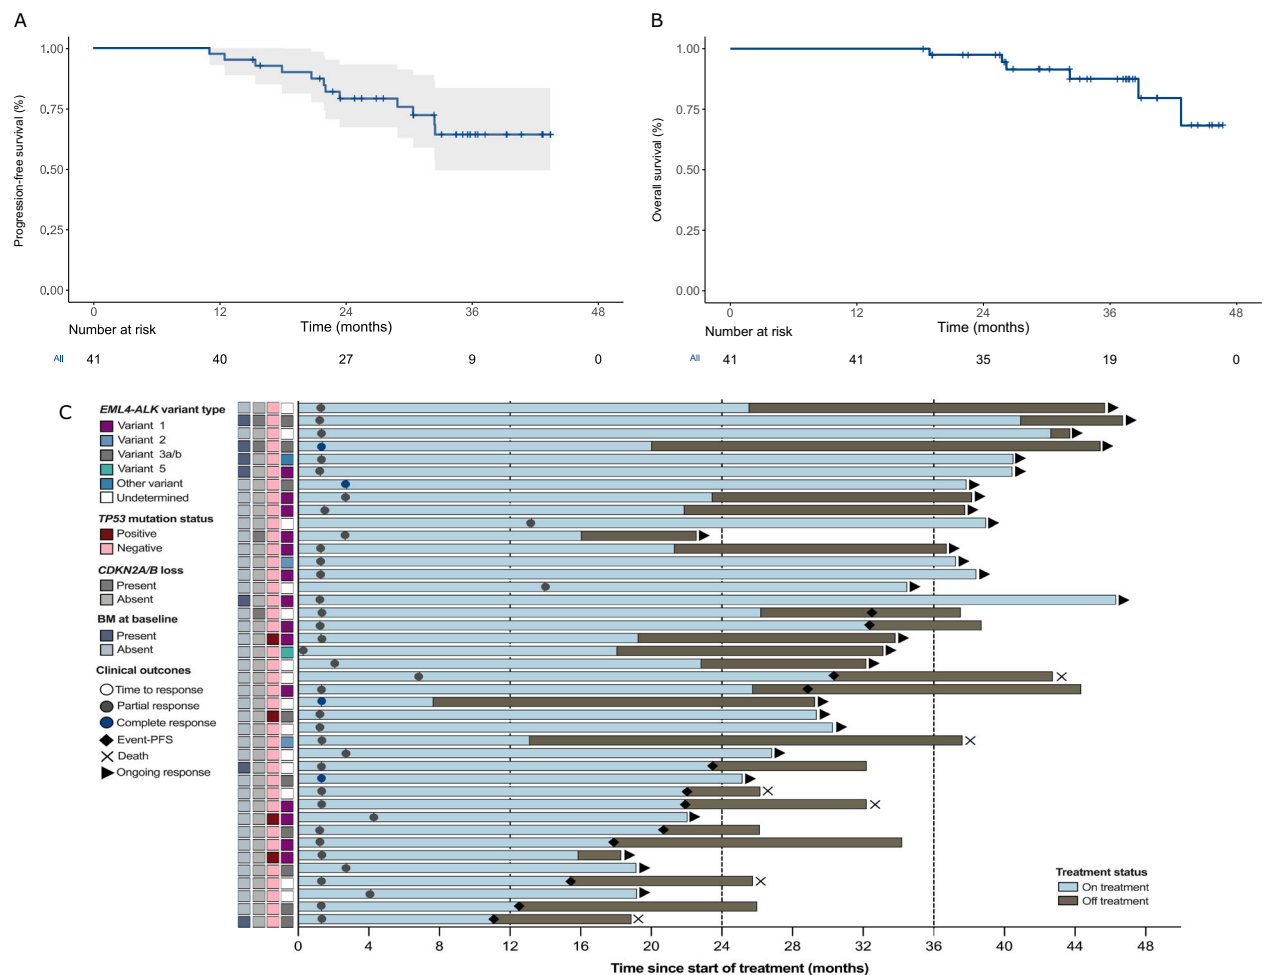 A
Progression-free survival (%)
1.00
0.75
0.50
0.25
0.00
0 12 24 36 48
Number at risk
Time (months)
All 41 40 27 9 0
B
Overall survival (%)
1.00
0.75
0.50
0.25
0.00
0 12 24 36 48
Number at risk
Time (months)
All 41 41 35 19 0
C
EML4-ALK variant type
Variant 1
Variant 2
Variant 3a/b
Variant 5
Other variant
Undetermined
TP53 mutation status
Positive
Negative
CDKN2A/B loss
Present
Absent
BM at baseline
Present
Absent
Clinical outcomes
Time to response
Partial response
Complete response
Event-PFS
Death
Ongoing response
Treatment status
On treatment
Off treatment
0 4 8 12 16 20 24 28 32 36 40 44 48
Time since start of treatment (months)